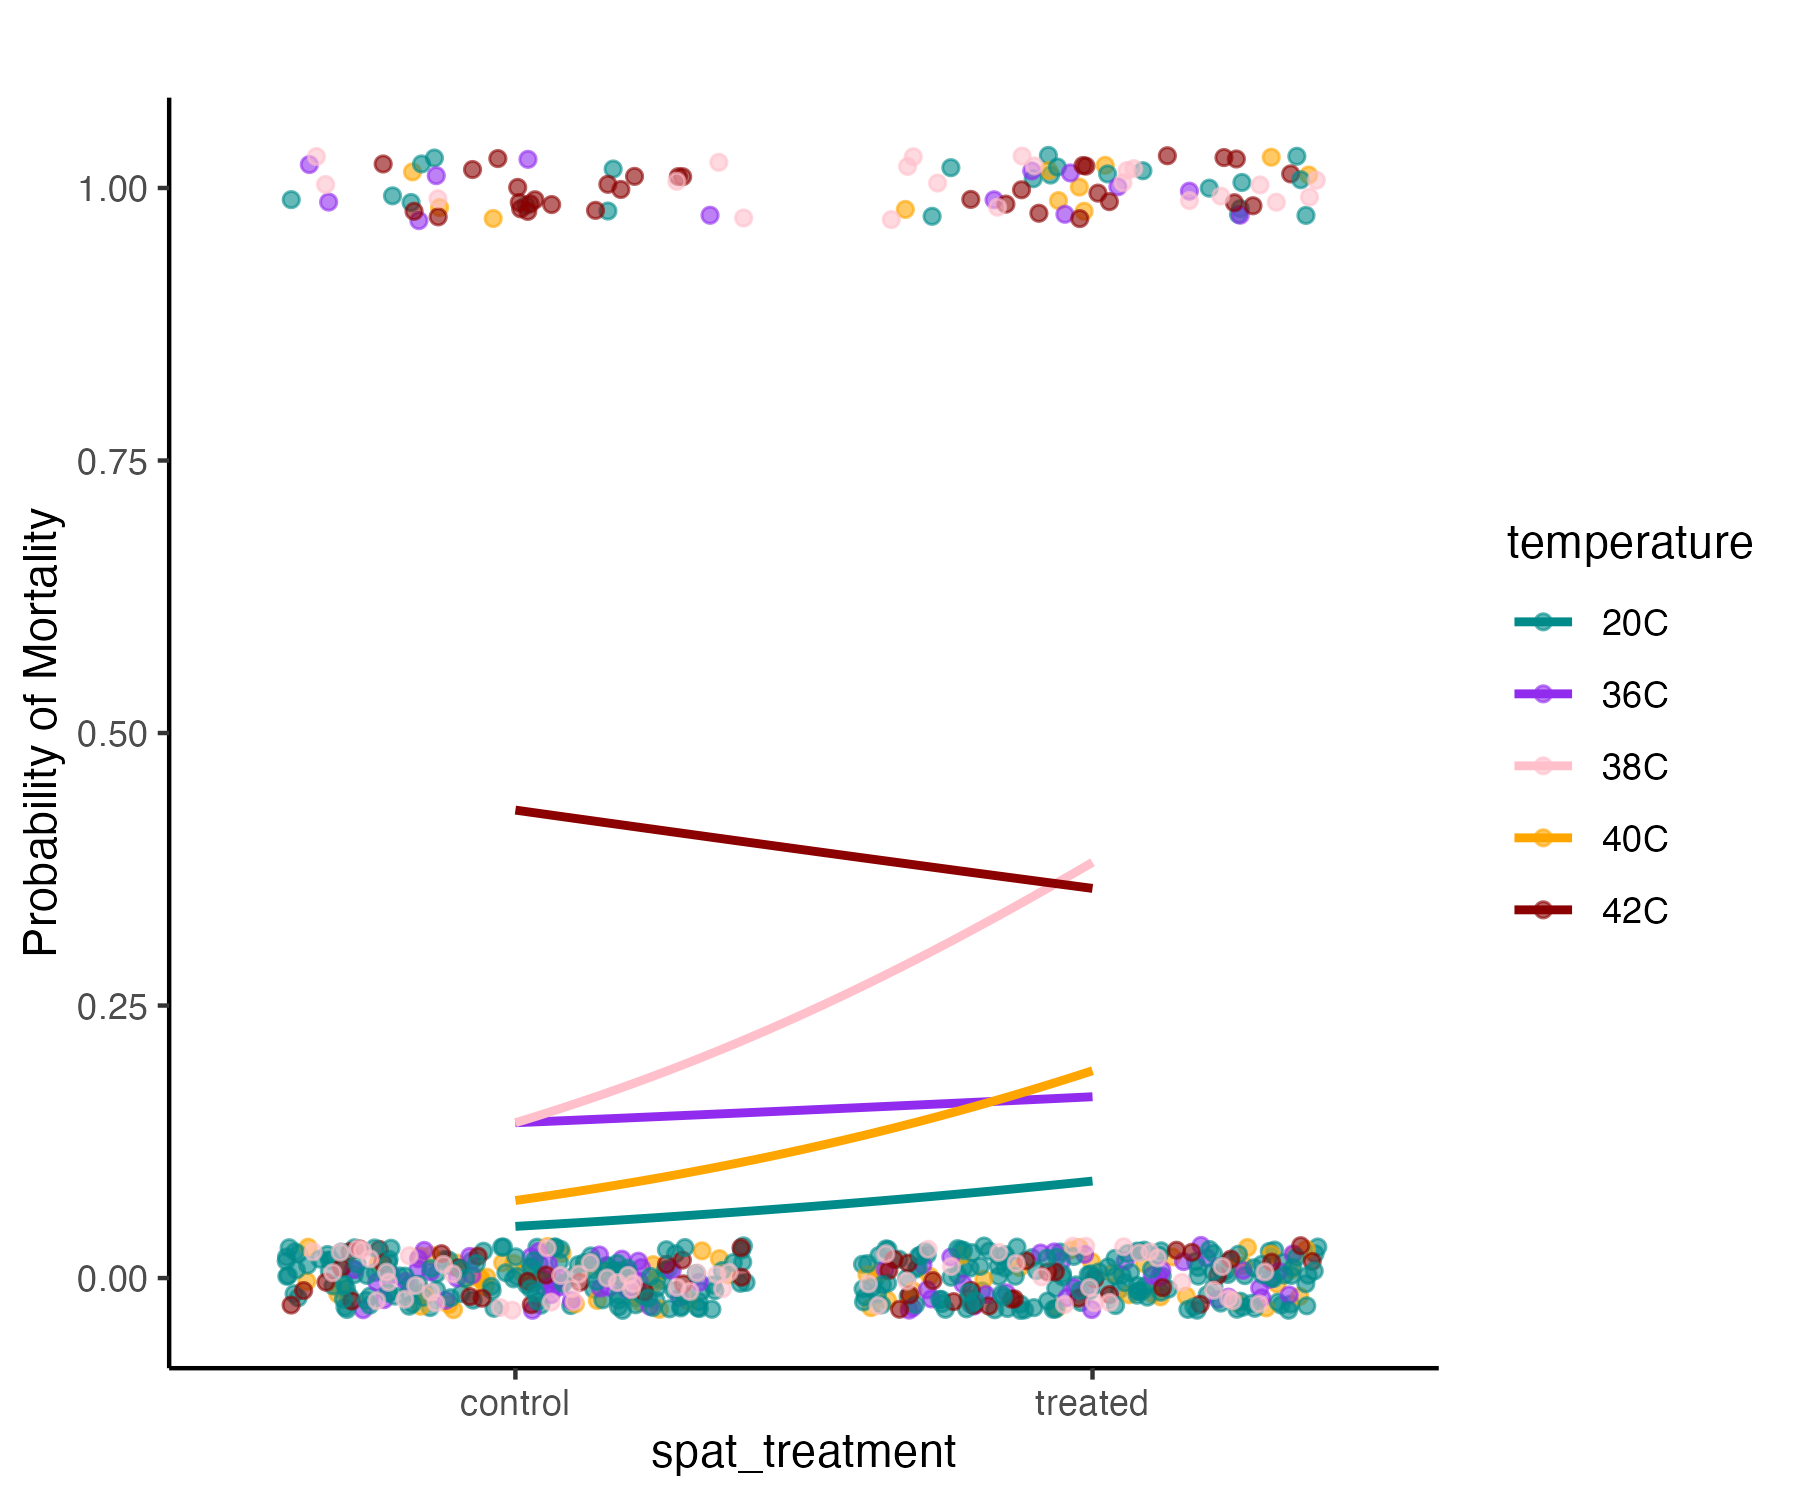 1.00
0.75
0.50
0.25
0.00
Probability of Mortality
control
treated
spat_treatment
temperature
20C
36C
38C
40C
42C